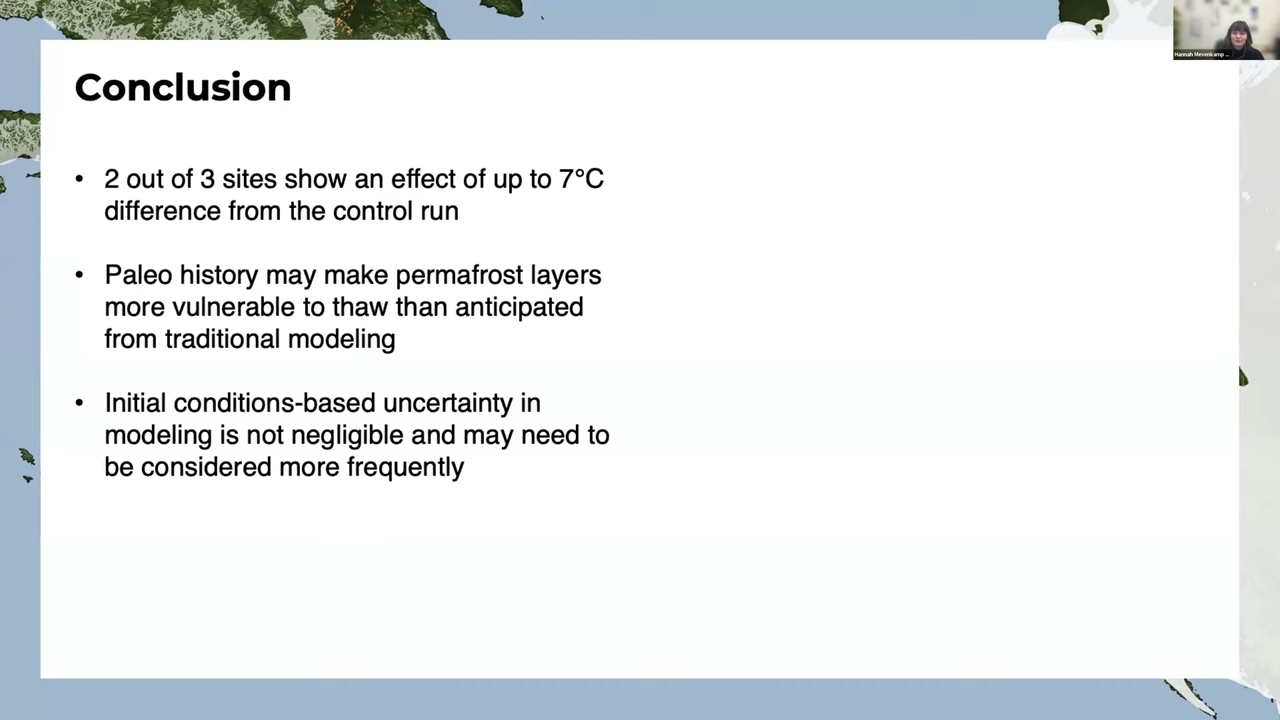 Conclusion
• 2 out of 3 sites show an effect of up to 7°C
difference from the control run
• Paleo history may make permafrost layers
more vulnerable to thaw than anticipated
from traditional modeling
• Initial conditions-based uncertainty in
modeling is not negligible and may need to
be considered more frequently
Hannah Mevenkamp ...